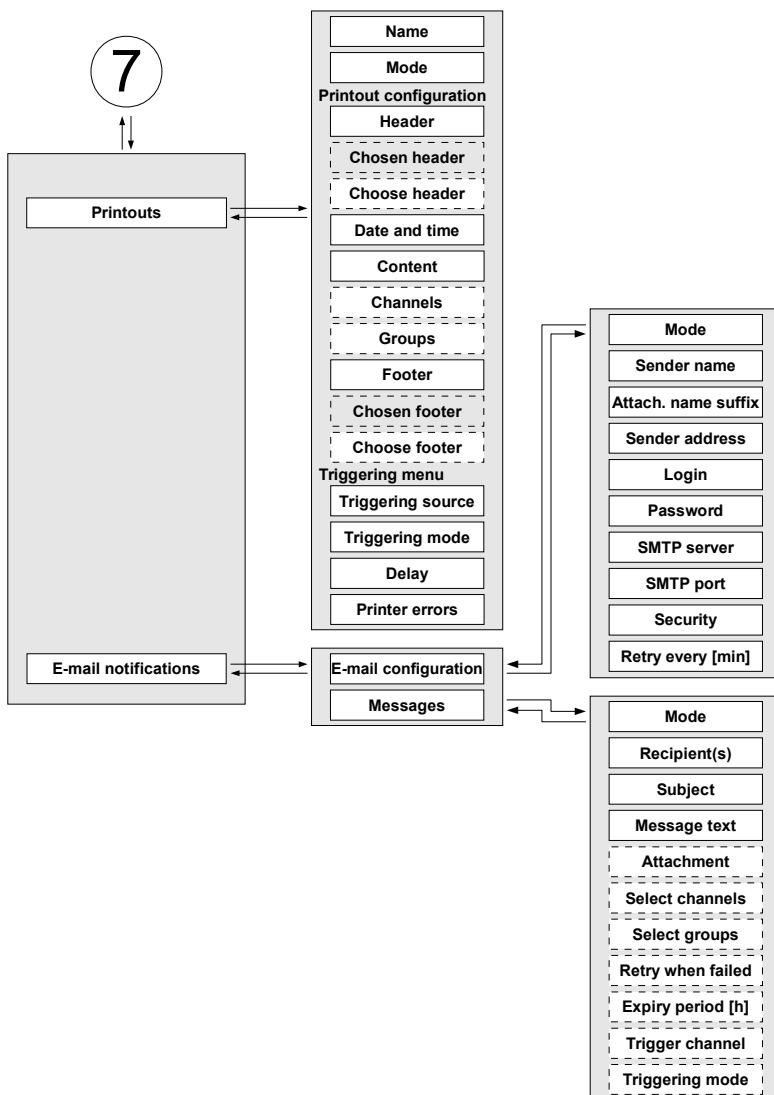 7
Printouts
E-mail notifications
Name
Mode
Printout configuration
Header
Chosen header
Choose header
Date and time
Content
Channels
Groups
Footer
Chosen footer
Choose footer
Triggering menu
Triggering source
Triggering mode
Delay
Printer errors
E-mail configuration
Messages
Mode
Sender name
Attach. name suffix
Sender address
Login
Password
SMTP server
SMTP port
Security
Retry every [min]
Mode
Recipient(s)
Subject
Message text
Attachment
Select channels
Select groups
Retry when failed
Expiry period [h]
Trigger channel
Triggering mode